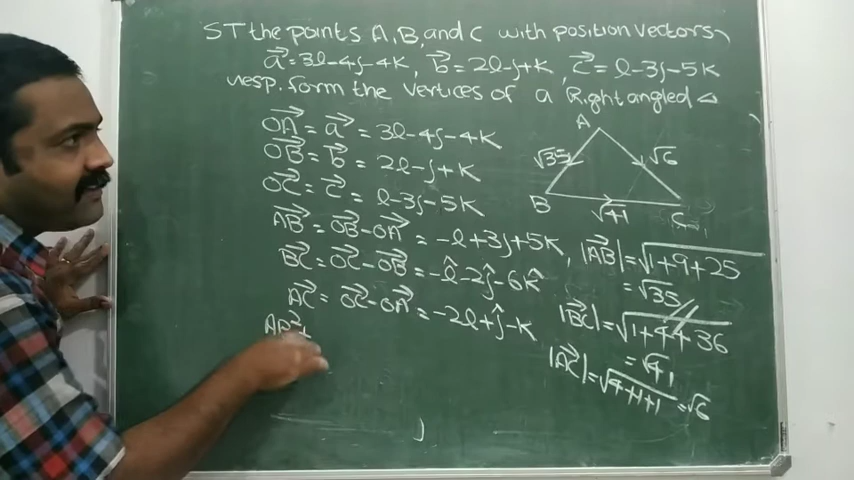 ST the points A, B, and C with position vectors,
a⃗ = 3i-4j-4K, b⃗ = 2i-j+K, c⃗ = i-3j-5K
resp. form the vertices of a Right angled △
OA⃗ = a⃗ = 3i-4j-4K
OB⃗ = b⃗ = 2i-j+K
OC⃗ = c⃗ = i-3j-5K
AB⃗ = OB⃗-OA⃗ = -i+3j+5K
BC⃗ = OC⃗-OB⃗ = -î-2ĵ-6K̂
AC⃗ = OC⃗-OA⃗ = -2i+ĵ-K
AB²+
A
√35
√6
B
√41
C
|AB⃗| = √1+9+25
= √35
|BC⃗| = √1+4+36
= √41
|AC⃗| = √4+1+1 = √6